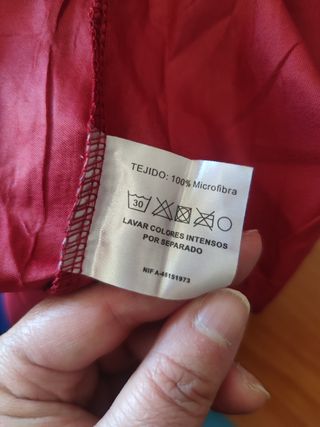 TEJIDO: 100% Microfibra
30
LAVAR COLORES INTENSOS
POR SEPARADO
NIF A-46191973